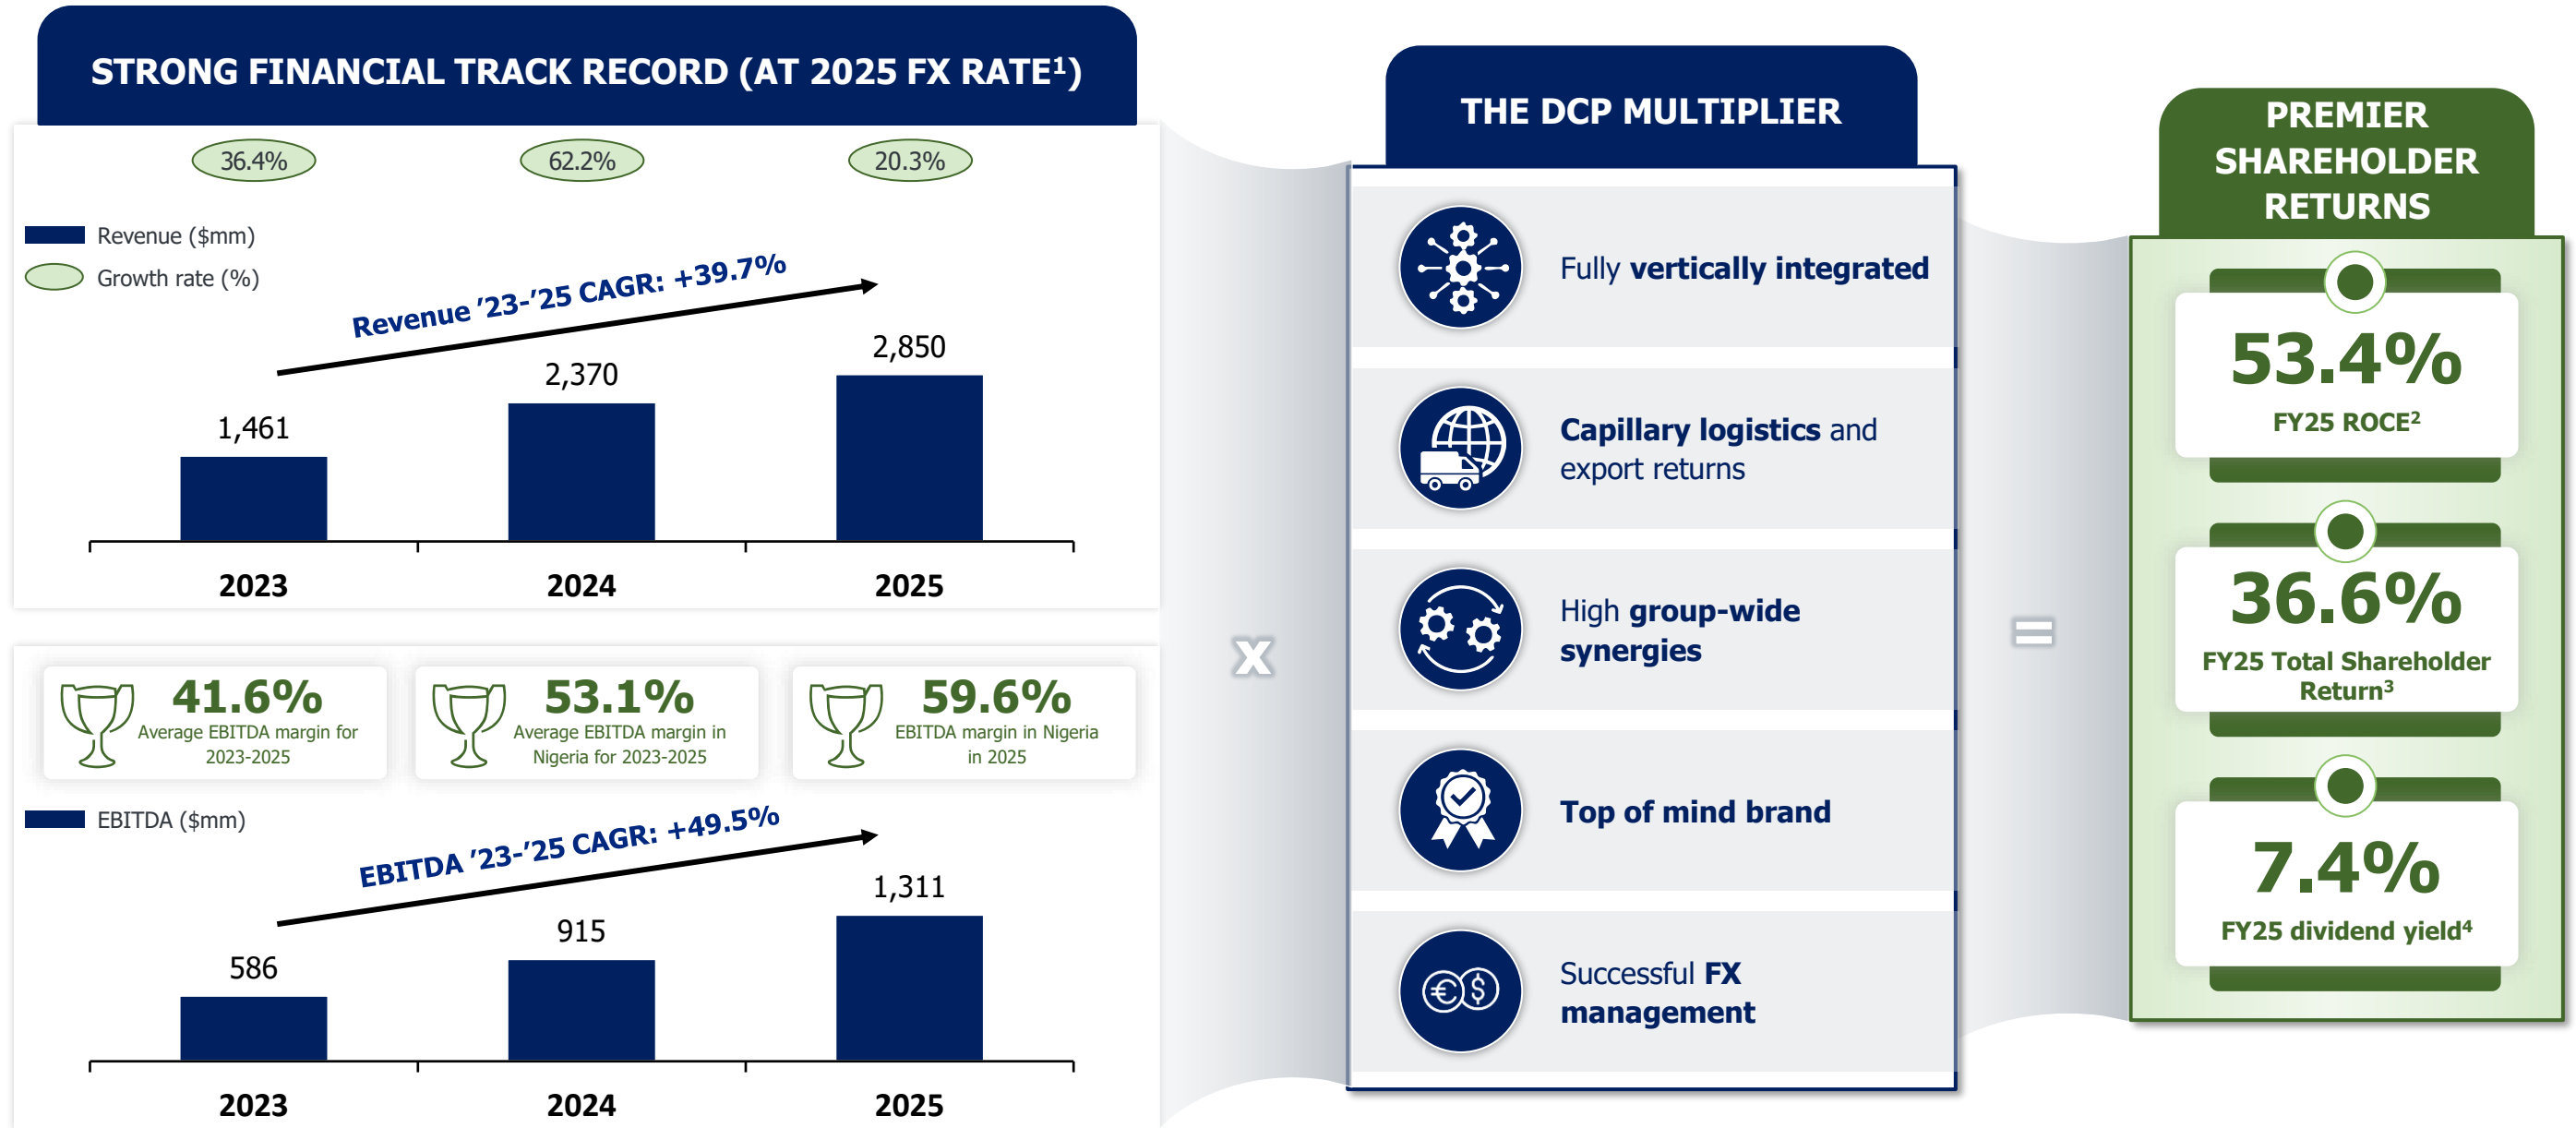 STRONG FINANCIAL TRACK RECORD (AT 2025 FX RATE¹)
36.4%
62.2%
20.3%
Revenue ($mm)
Growth rate (%)
Revenue ’23-’25 CAGR: +39.7%
1,461
2,370
2,850
2023
2024
2025
41.6%
Average EBITDA margin for
2023-2025
53.1%
Average EBITDA margin in
Nigeria for 2023-2025
59.6%
EBITDA margin in Nigeria
in 2025
EBITDA ($mm)
EBITDA ’23-’25 CAGR: +49.5%
586
915
1,311
2023
2024
2025
x
THE DCP MULTIPLIER
Fully vertically integrated
Capillary logistics and
export returns
High group-wide
synergies
Top of mind brand
€ $
Successful FX
management
=
PREMIER
SHAREHOLDER
RETURNS
53.4%
FY25 ROCE²
36.6%
FY25 Total Shareholder
Return³
7.4%
FY25 dividend yield⁴